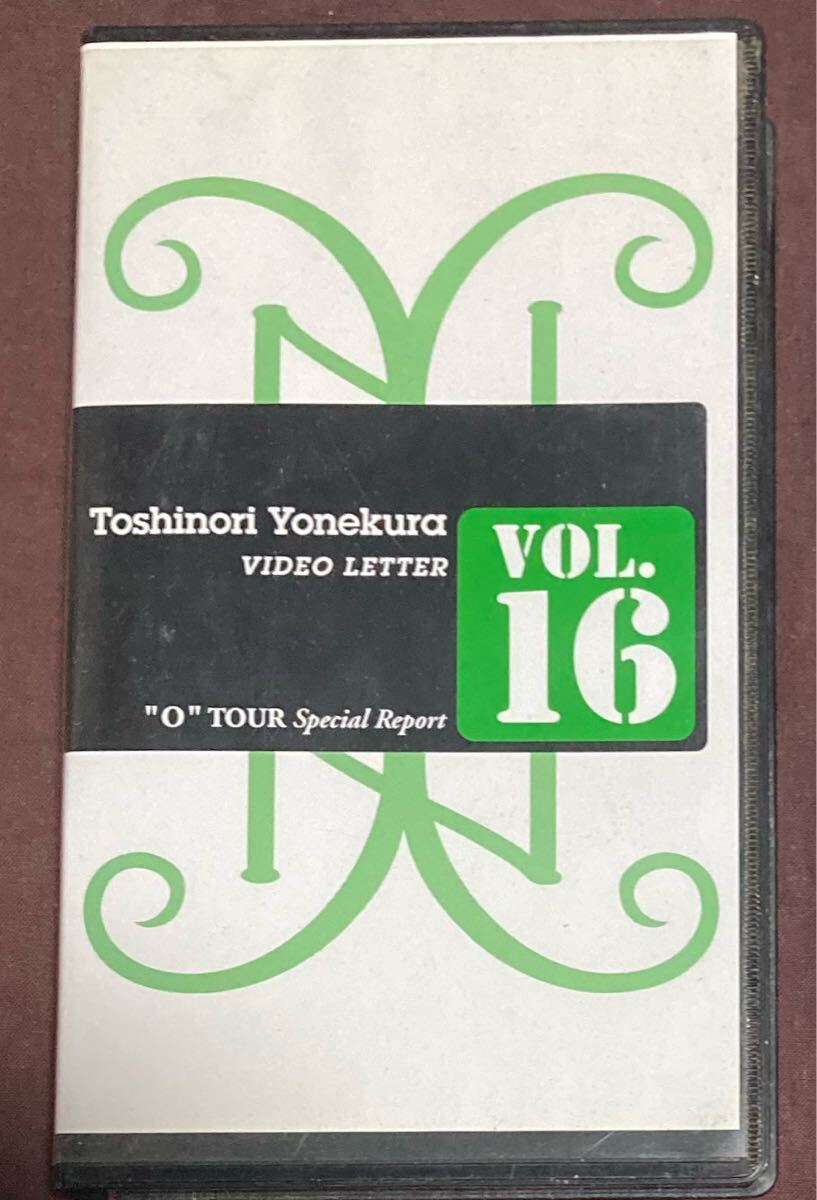 Toshinori Yonekura
VIDEO LETTER
VOL.
16
"O" TOUR Special Report